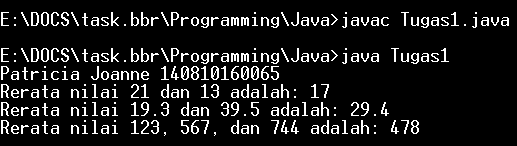 E:\DOCS\task.bbr\Programming\Java>javac Tugas1.java
E:\DOCS\task.bbr\Programming\Java>java Tugas1
Patricia Joanne 140810160065
Rerata nilai 21 dan 13 adalah: 17
Rerata nilai 19.3 dan 39.5 adalah: 29.4
Rerata nilai 123, 567, dan 744 adalah: 478